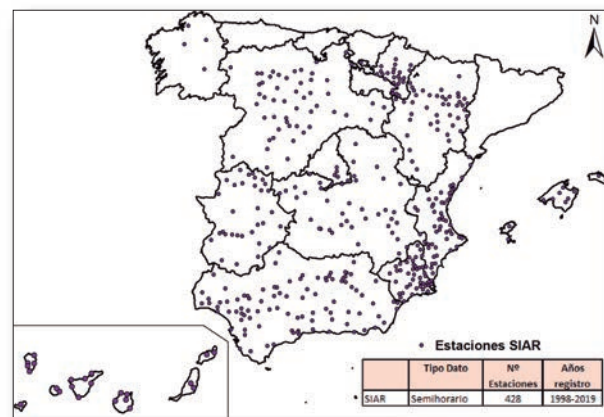 N
Estaciones SIAR
Tipo Dato Nº Estaciones Años registro
SIAR Semihorario 428 1998-2019